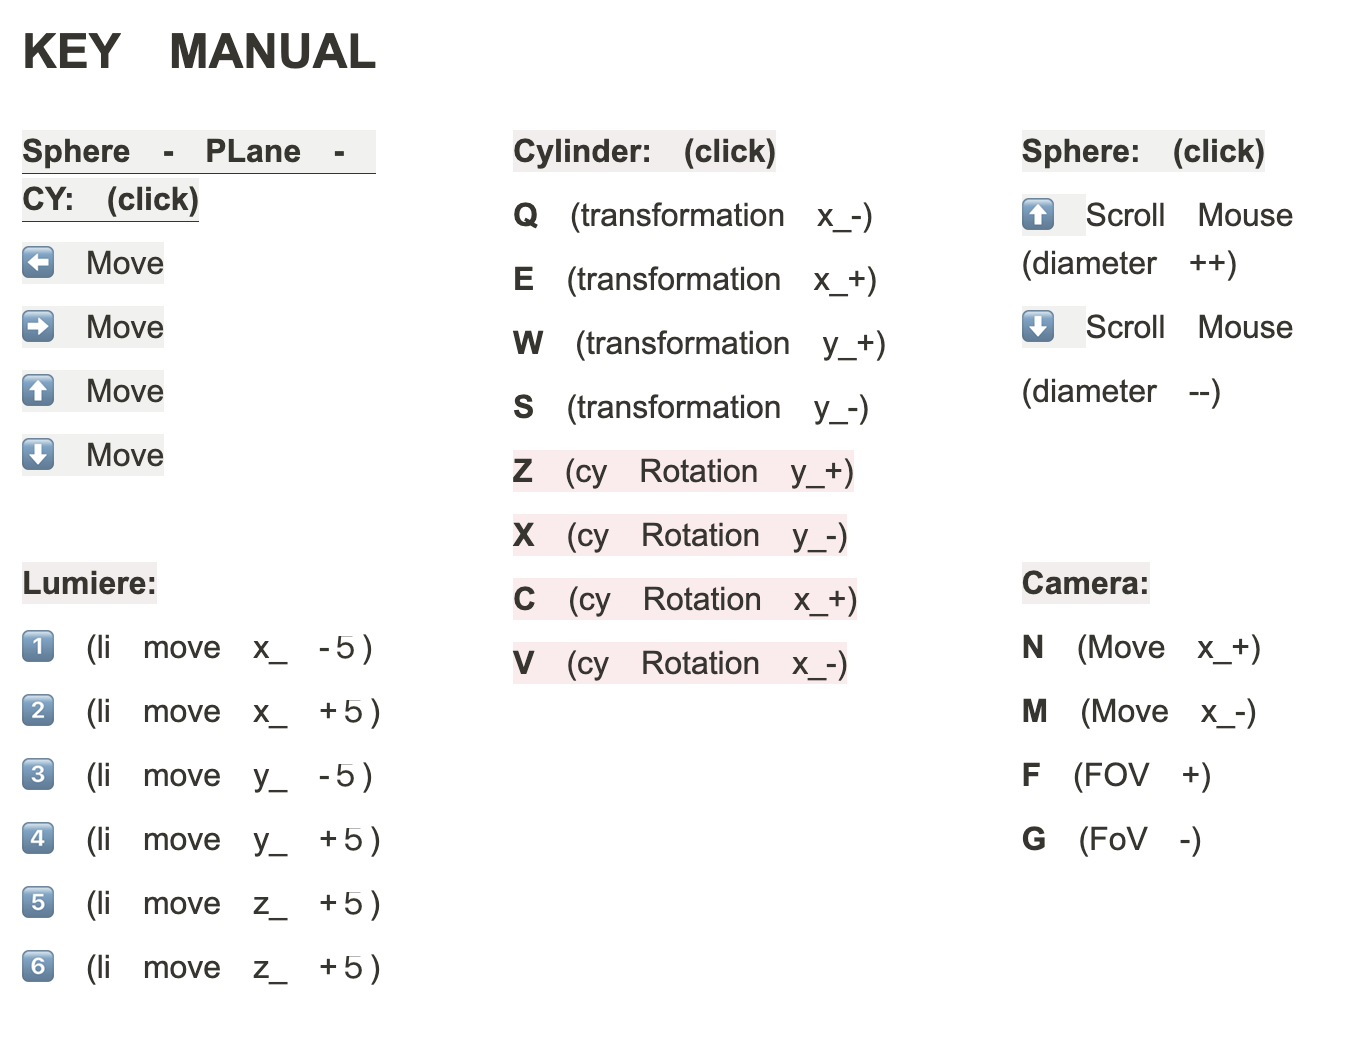 KEY MANUAL
Sphere - PLane -
CY: (click)
⬅️ Move
➡️ Move
⬆️ Move
⬇️ Move
Lumiere:
1️⃣ (li move x_ -5)
2️⃣ (li move x_ +5)
3️⃣ (li move y_ -5)
4️⃣ (li move y_ +5)
5️⃣ (li move z_ +5)
6️⃣ (li move z_ +5)
Cylinder: (click)
Q (transformation x_-)
E (transformation x_+)
W (transformation y_+)
S (transformation y_-)
Z (cy Rotation y_+)
X (cy Rotation y_-)
C (cy Rotation x_+)
V (cy Rotation x_-)
Sphere: (click)
⬆️ Scroll Mouse
(diameter ++)
⬇️ Scroll Mouse
(diameter --)
Camera:
N (Move x_+)
M (Move x_-)
F (FOV +)
G (FoV -)